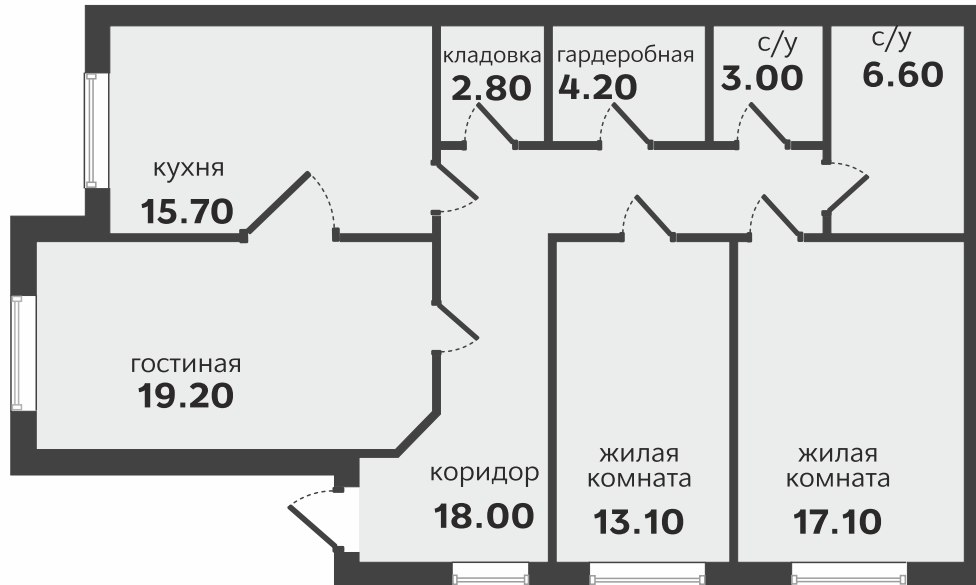 кладовка
2.80
гардеробная
4.20
с/у
3.00
с/у
6.60
кухня
15.70
гостиная
19.20
коридор
18.00
жилая
комната
13.10
жилая
комната
17.10